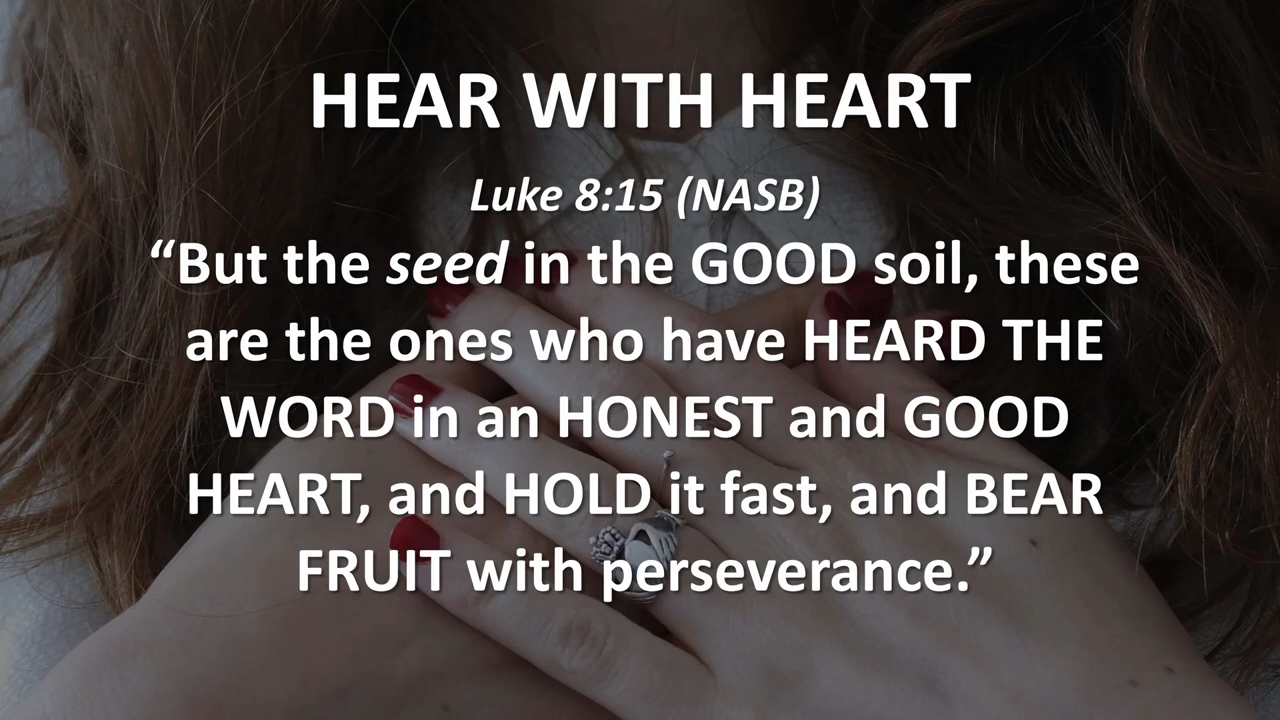 HEAR WITH HEART
Luke 8:15 (NASB)
“But the seed in the GOOD soil, these
are the ones who have HEARD THE
WORD in an HONEST and GOOD
HEART, and HOLD it fast, and BEAR
FRUIT with perseverance.”